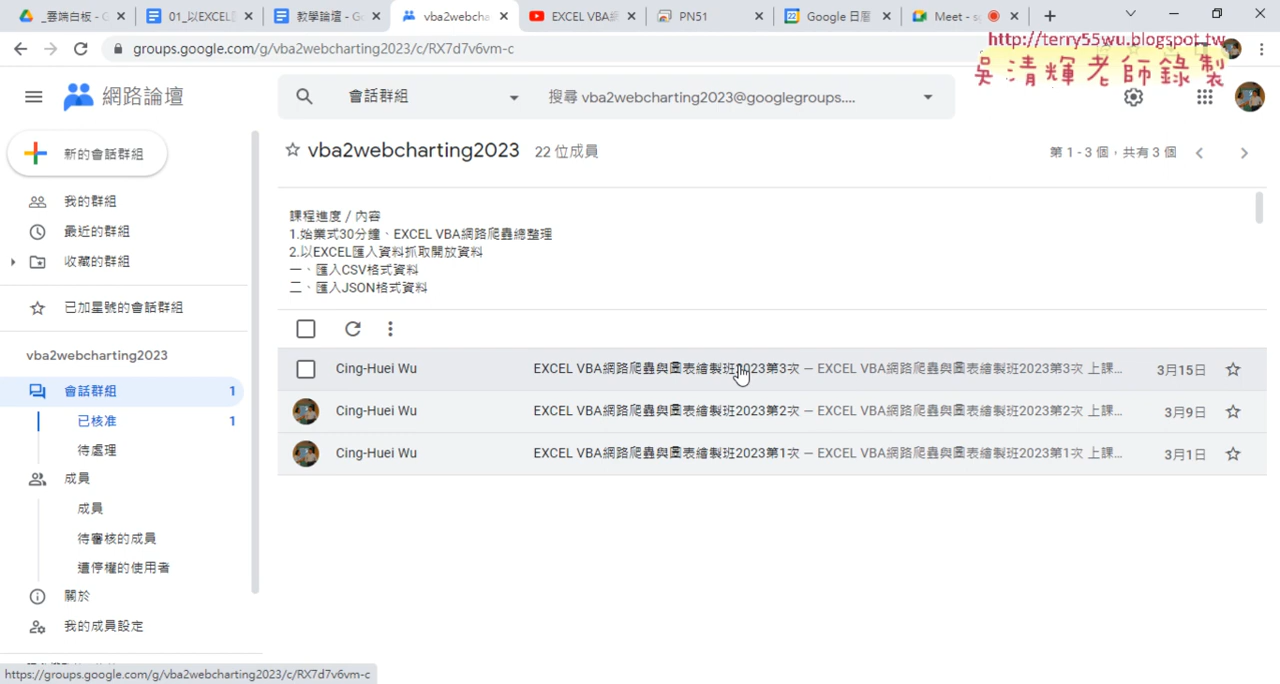 _雲端白板 - G
01_以EXCEL
教學論壇 - Go
vba2webcha
EXCEL VBA網
PN51
Google 日曆
Meet - s
groups.google.com/g/vba2webcharting2023/c/RX7d7v6vm-c
http://terry55wu.blogspot.tw
吳清輝老師錄製
網路論壇
會話群組
搜尋 vba2webcharting2023@googlegroups....
新的會話群組
我的群組
最近的群組
收藏的群組
已加星號的會話群組
vba2webcharting2023
會話群組 1
已核准 1
待處理
成員
成員
待審核的成員
遭停權的使用者
關於
我的成員設定
vba2webcharting2023 22 位成員
第 1 - 3 個，共有 3 個
課程進度 / 內容
1.始業式30分鐘、EXCEL VBA網路爬蟲總整理
2.以EXCEL匯入資料抓取開放資料
一、匯入CSV格式資料
二、匯入JSON格式資料
Cing-Huei Wu EXCEL VBA網路爬蟲與圖表繪製班2023第3次 – EXCEL VBA網路爬蟲與圖表繪製班2023第3次 上課... 3月15日
Cing-Huei Wu EXCEL VBA網路爬蟲與圖表繪製班2023第2次 – EXCEL VBA網路爬蟲與圖表繪製班2023第2次 上課... 3月9日
Cing-Huei Wu EXCEL VBA網路爬蟲與圖表繪製班2023第1次 – EXCEL VBA網路爬蟲與圖表繪製班2023第1次 上課... 3月1日
https://groups.google.com/g/vba2webcharting2023/c/RX7d7v6vm-c